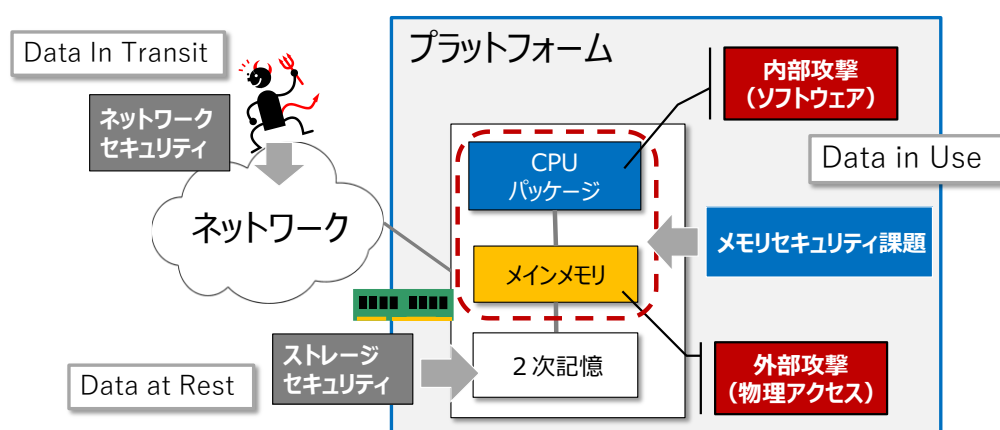 Data In Transit
ネットワーク
セキュリティ
ネットワーク
プラットフォーム
内部攻撃
（ソフトウェア）
CPU
パッケージ
Data in Use
メモリセキュリティ課題
メインメモリ
ストレージ
セキュリティ
２次記憶
Data at Rest
外部攻撃
（物理アクセス）